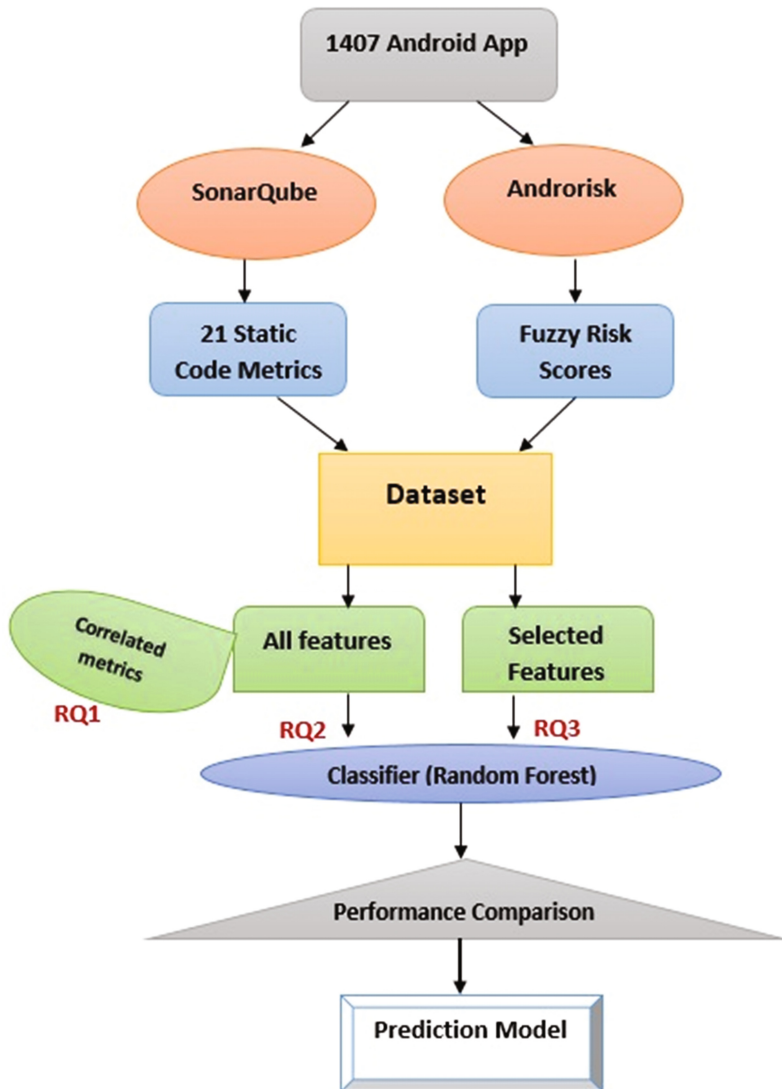 1407 Android App
SonarQube
Androrisk
21 Static
Code Metrics
Fuzzy Risk
Scores
Dataset
Correlated
metrics
All features
Selected
Features
RQ1
RQ2
RQ3
Classifier (Random Forest)
Performance Comparison
Prediction Model